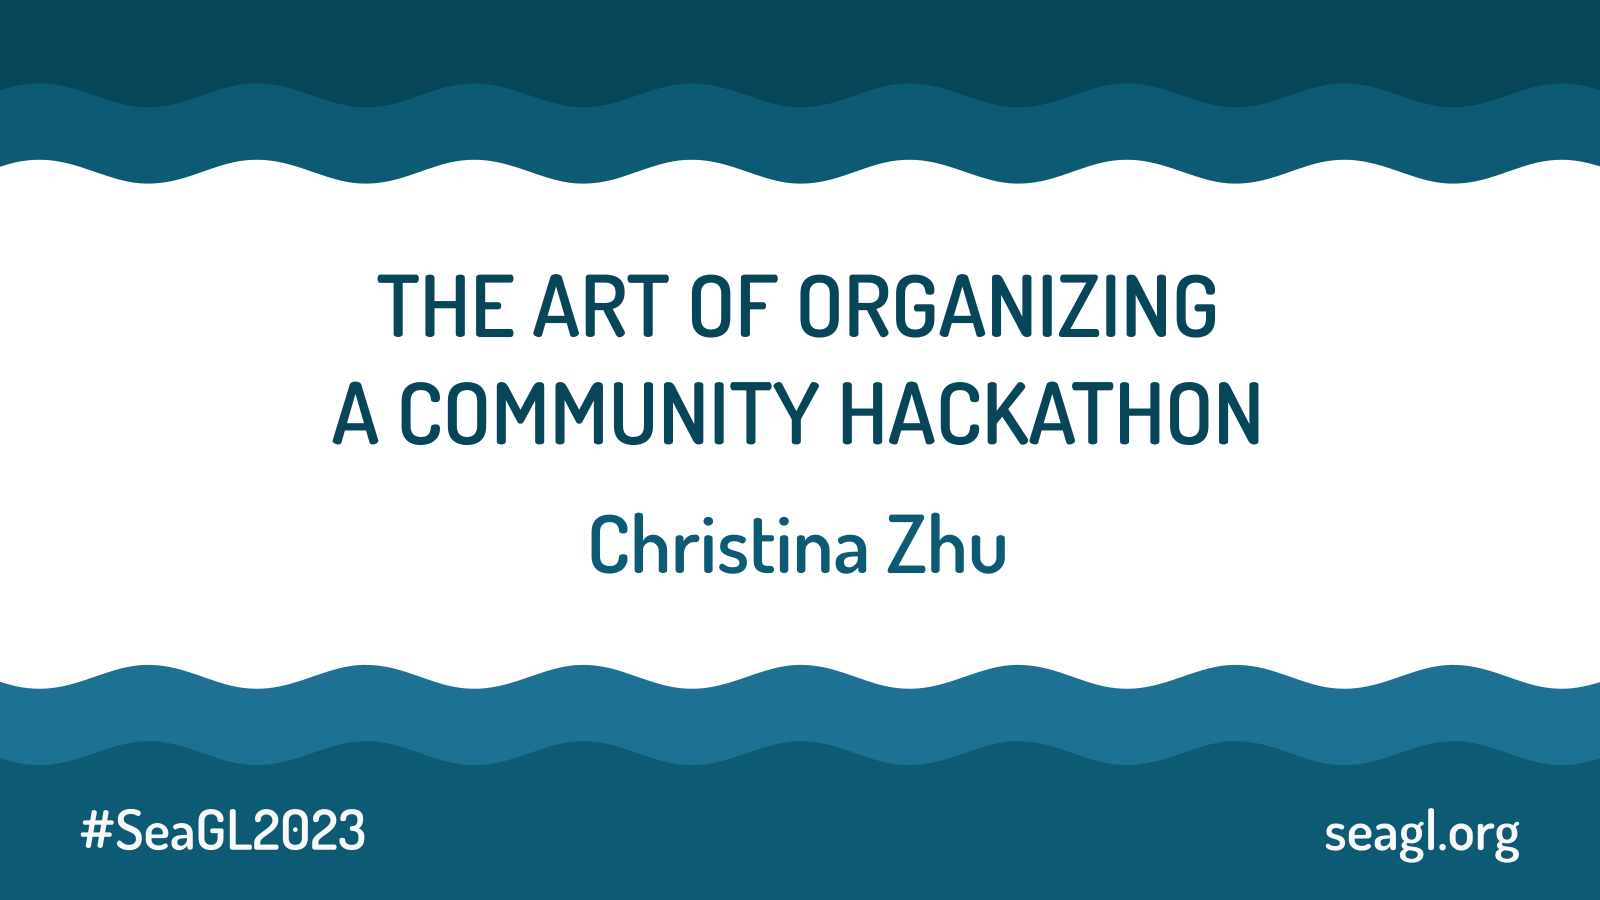 THE ART OF ORGANIZING
A COMMUNITY HACKATHON
Christina Zhu
#SeaGL2023
seagl.org